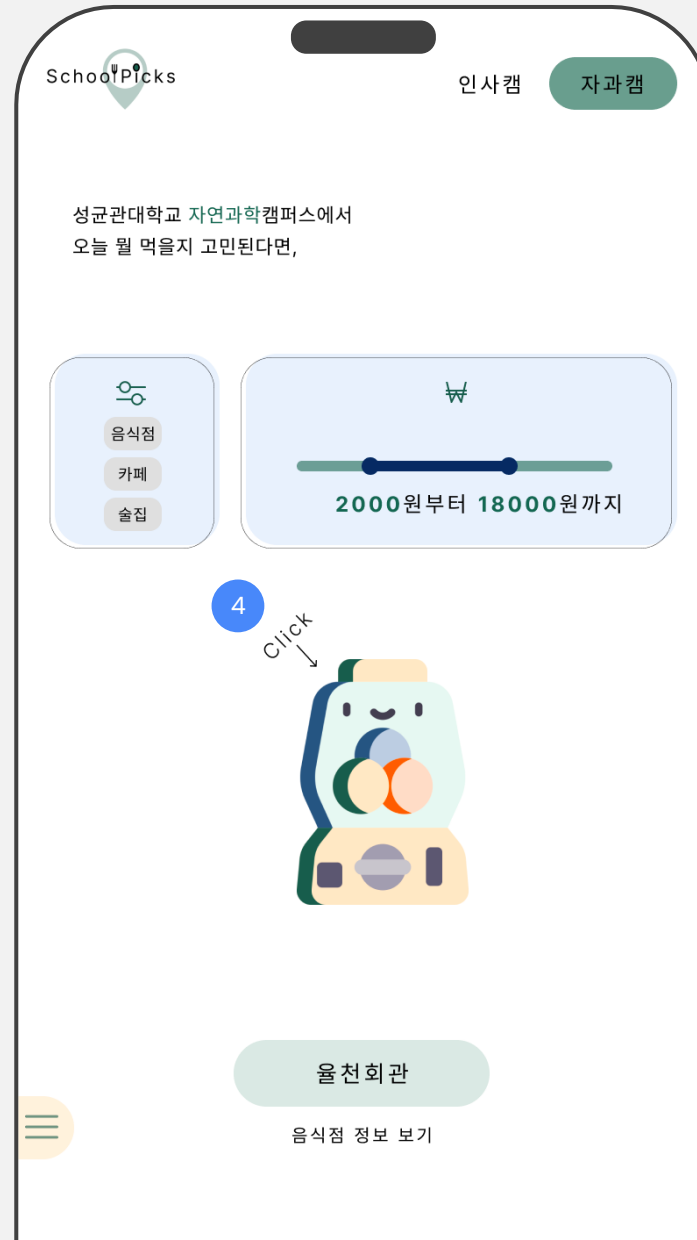 SchoolPicks
인사캠
자과캠
성균관대학교 자연과학캠퍼스에서
오늘 뭘 먹을지 고민된다면,
음식점
카페
술집
₩
2000원부터 18000원까지
4
Click
율천회관
음식점 정보 보기